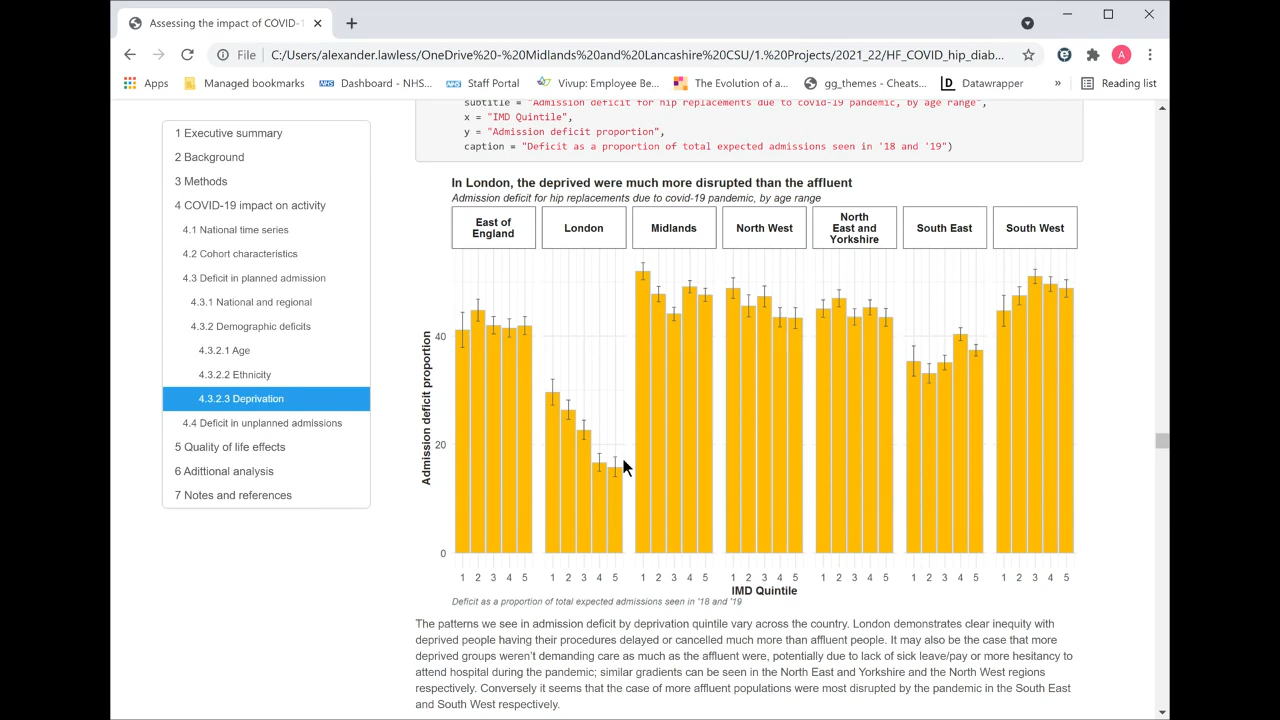 Assessing the impact of COVID-1
File C:/Users/alexander.lawless/OneDrive%20-%20Midlands%20and%20Lancashire%20CSU/1.%20Projects/2021_22/HF_COVID_hip_diab...
A
Apps Managed bookmarks Dashboard - NHS... Staff Portal Vivup: Employee Be... The Evolution of a... gg_themes - Cheats... Datawrapper » Reading list
1 Executive summary
2 Background
3 Methods
4 COVID-19 impact on activity
4.1 National time series
4.2 Cohort characteristics
4.3 Deficit in planned admission
4.3.1 National and regional
4.3.2 Demographic deficits
4.3.2.1 Age
4.3.2.2 Ethnicity
4.3.2.3 Deprivation
4.4 Deficit in unplanned admissions
5 Quality of life effects
6 Adittional analysis
7 Notes and references
subtitle = "Admission deficit for hip replacements due to covid-19 pandemic, by age range",
x = "IMD Quintile",
y = "Admission deficit proportion",
caption = "Deficit as a proportion of total expected admissions seen in '18 and '19")
In London, the deprived were much more disrupted than the affluent
Admission deficit for hip replacements due to covid-19 pandemic, by age range
East of
England
London
Midlands
North West
North
East and
Yorkshire
South East
South West
Admission deficit proportion
40
20
0
1 2 3 4 5 1 2 3 4 5 1 2 3 4 5 1 2 3 4 5 1 2 3 4 5 1 2 3 4 5 1 2 3 4 5
IMD Quintile
Deficit as a proportion of total expected admissions seen in '18 and '19
The patterns we see in admission deficit by deprivation quintile vary across the country. London demonstrates clear inequity with
deprived people having their procedures delayed or cancelled much more than affluent people. It may also be the case that more
deprived groups weren't demanding care as much as the affluent were, potentially due to lack of sick leave/pay or more hesitancy to
attend hospital during the pandemic; similar gradients can be seen in the North East and Yorkshire and the North West regions
respectively. Conversely it seems that the case of more affluent populations were most disrupted by the pandemic in the South East
and South West respectively.